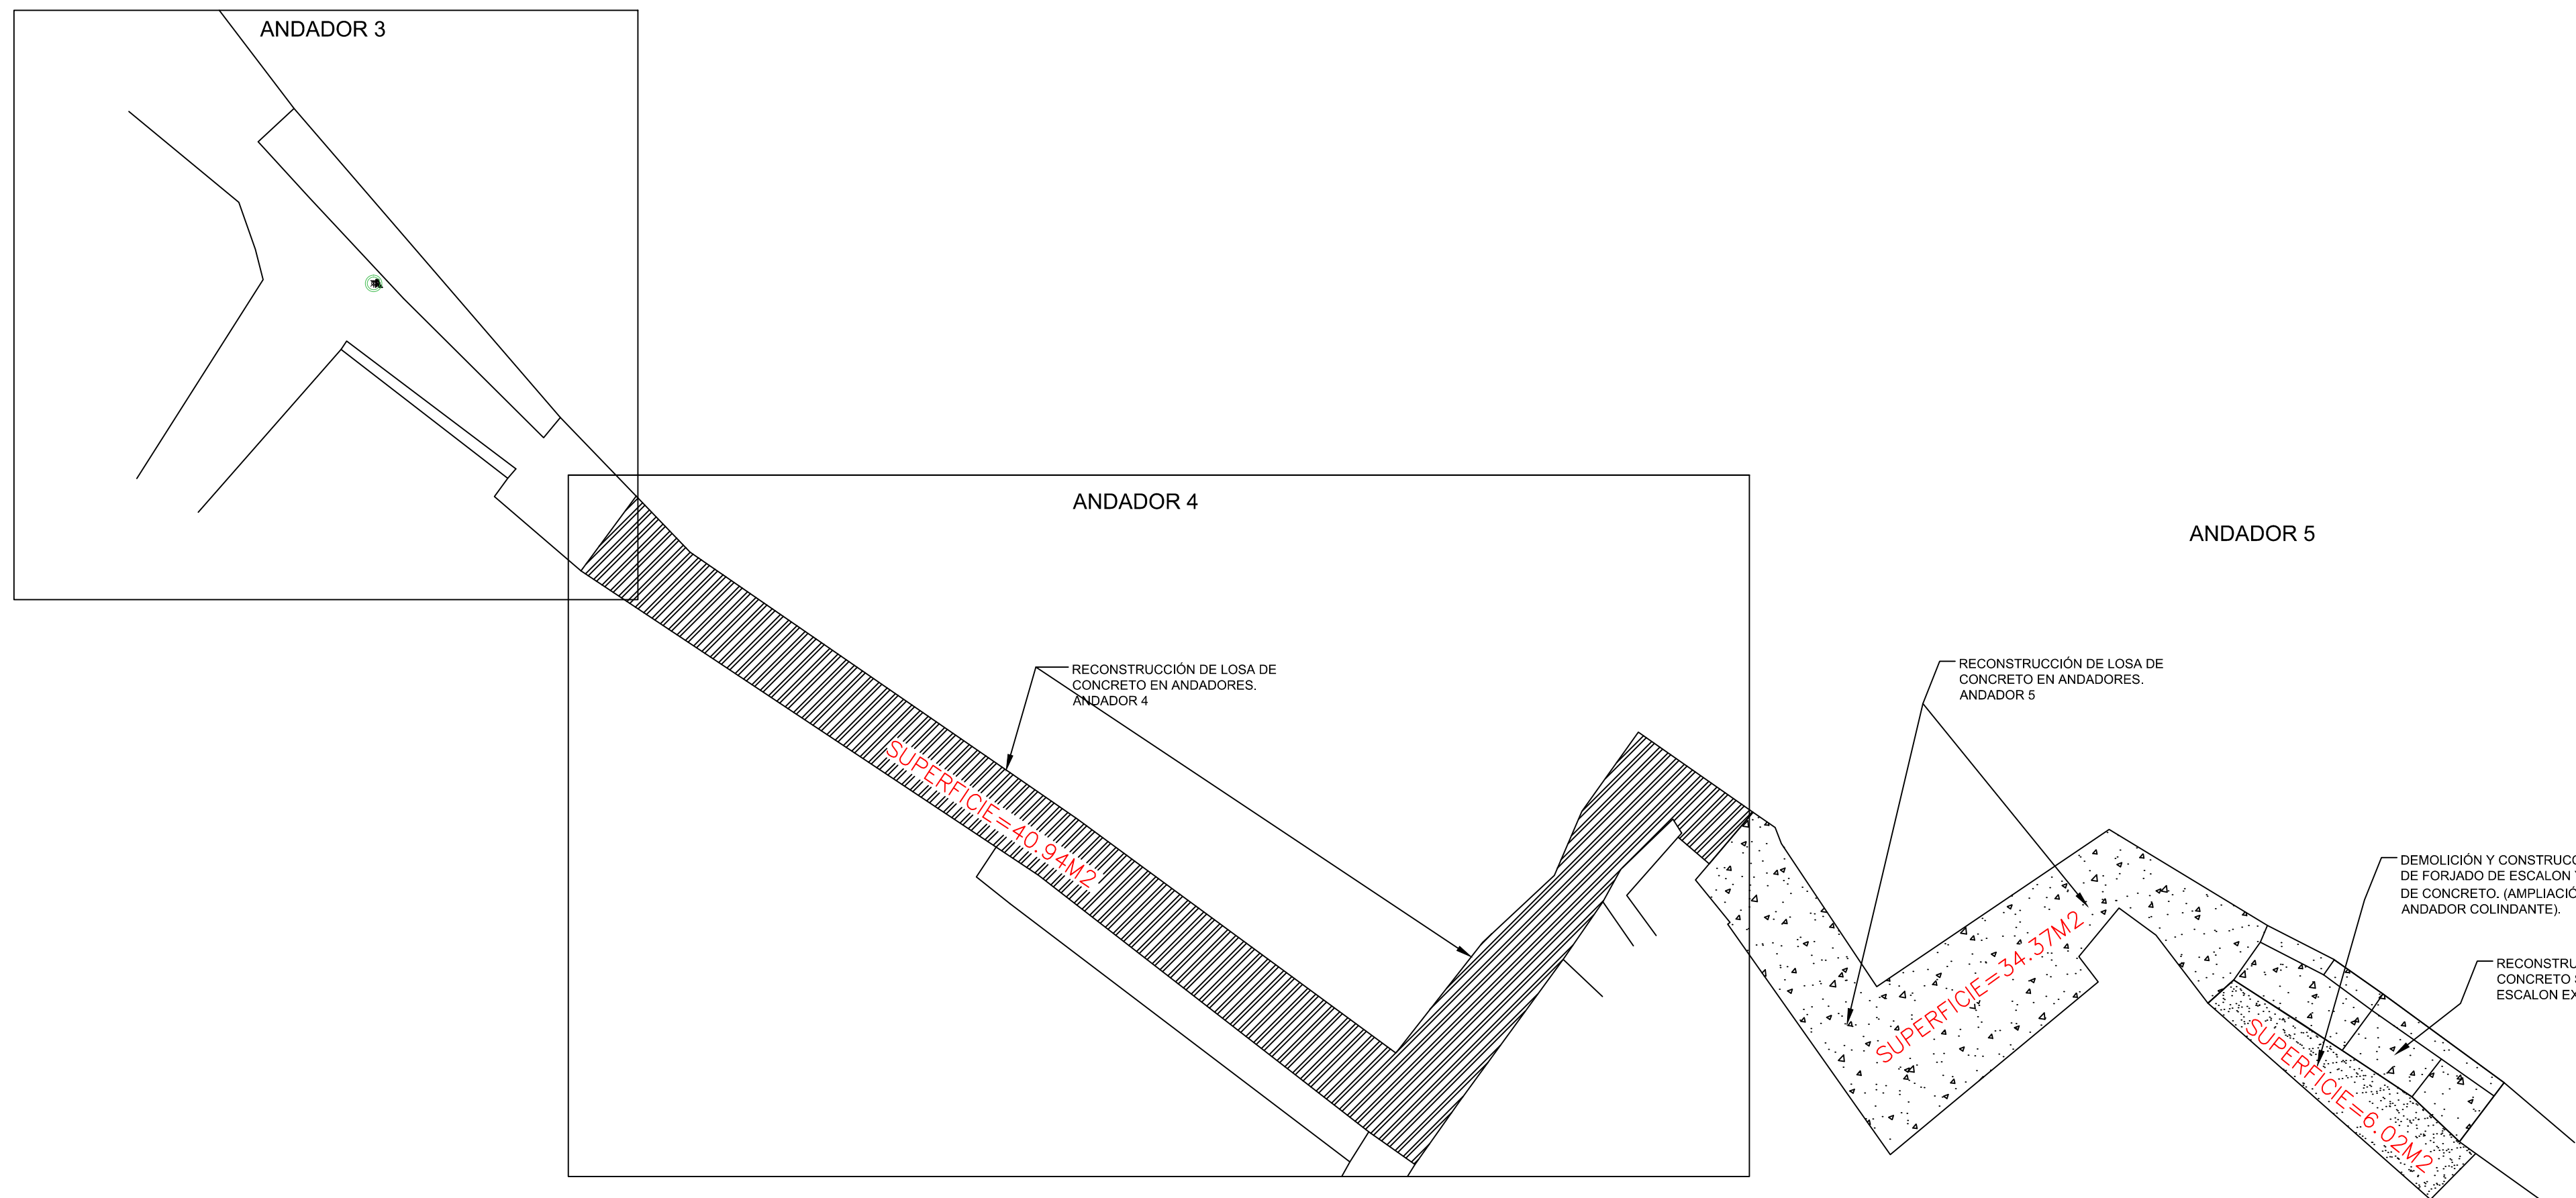 ANDADOR 3
ANDADOR 4
ANDADOR 5
RECONSTRUCCIÓN DE LOSA DE
CONCRETO EN ANDADORES.
ANDADOR 4
SUPERFICIE=40.94M2
RECONSTRUCCIÓN DE LOSA DE
CONCRETO EN ANDADORES.
ANDADOR 5
SUPERFICIE=34.37M2
DEMOLICIÓN Y CONSTRUCC
DE FORJADO DE ESCALON
DE CONCRETO. (AMPLIACIÓ
ANDADOR COLINDANTE).
RECONSTRU
CONCRETO
ESCALON EX
SUPERFICIE=6.02M2